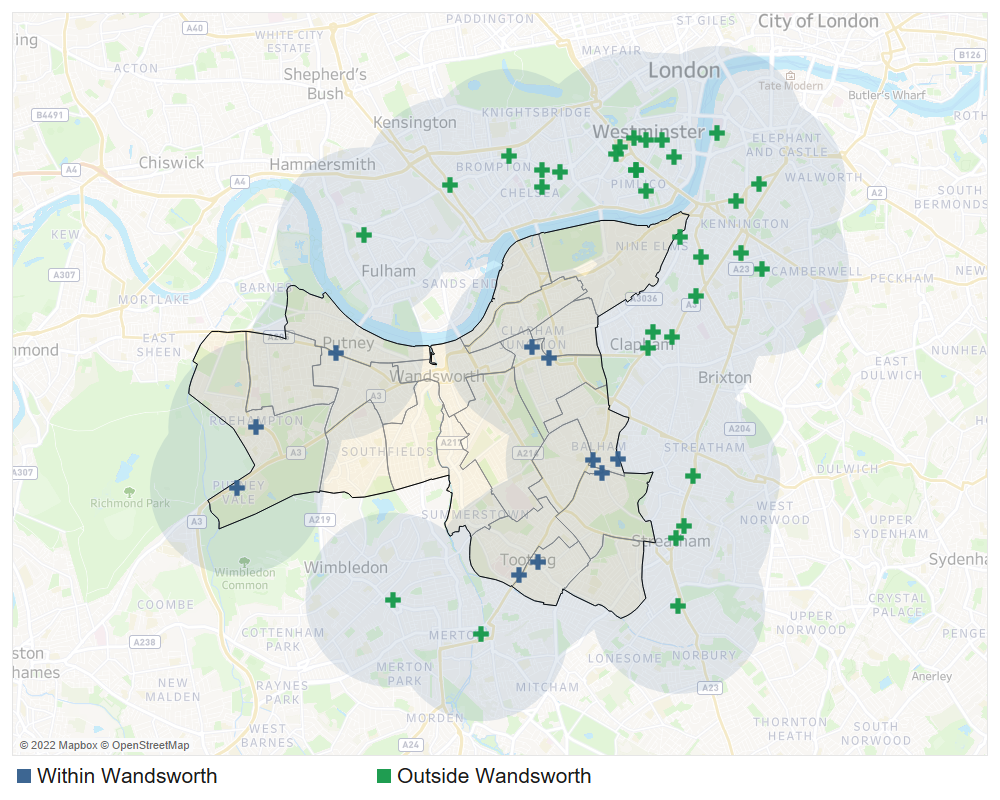 PADDINGTON
ST GILES
City of London
A40
ing
WHITE CITY
ESTATE
MAYFAIR
B126
ACTON
Shepherd's
Bush
London
Tate Modern
Butler's Wharf
B4491
KNIGHTSBRIDGE
Kensington
Westminster
ROTH
ELEPHANT
AND CASTLE
Chiswick
Hammersmith
A4
BROMPTON
A4
CHELSEA
PIMLICO
WALWORTH
A2
SOUTH
BERMONDS
KENNINGTON
KEW
NINE ELMS
A307
Fulham
A23
CAMBERWELL
PECKHAM
NEW
SANDS END
BARNES
MORTLAKE
A3036
A3
CLAPHAM
JUNCTION
EAST
SHEEN
Putney
Clapham
hmond
NUNHEA
EAST
DULWICH
Wandsworth
Brixton
A3
ROEHAMPTON
A204
A217
SOUTHFIELDS
A3
A214
BALHAM
STREATHAM
A307
DULWICH
PUTNEY
VALE
Richmond Park
WEST
NORWOOD
SUMMERSTOWN
A3
A219
UPPER
SYDENHAM
Streatham
Tooting
Sydenha
Wimbledon
Wimbledon
Common
COOMBE
CRYSTAL
PALACE
UPPER
NORWOOD
COTTENHAM
PARK
MERTON
PENGE
A238
ston
hames
LONESOME
NORBURY
MERTON
PARK
Anerley
NEW
MALDEN
RAYNES
PARK
MITCHAM
A23
MORDEN
THORNTON
HEATH
SOUTH
NORWOOD
WEST
BARNES
A24
© 2022 Mapbox © OpenStreetMap
Within Wandsworth
Outside Wandsworth